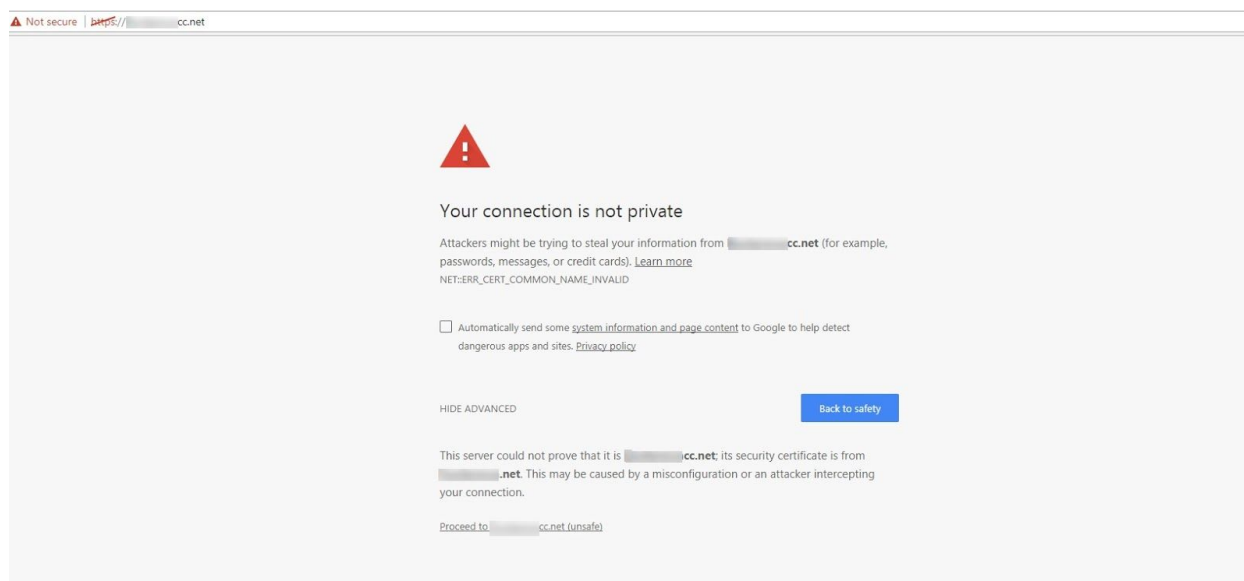 Not secure | https:// cc.net
Your connection is not private
Attackers might be trying to steal your information from cc.net (for example,
passwords, messages, or credit cards). Learn more
NET::ERR_CERT_COMMON_NAME_INVALID
Automatically send some system information and page content to Google to help detect
dangerous apps and sites. Privacy policy
HIDE ADVANCED
Back to safety
This server could not prove that it is cc.net; its security certificate is from
.net. This may be caused by a misconfiguration or an attacker intercepting
your connection.
Proceed to cc.net (unsafe)